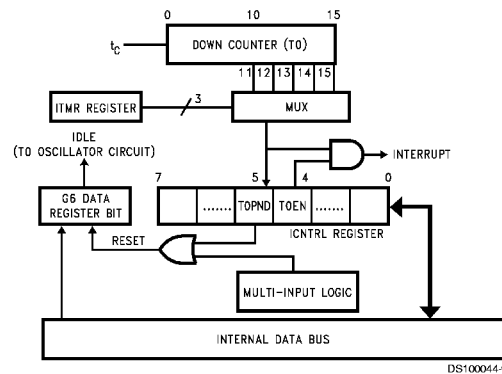 0 10 15
t_C
DOWN COUNTER (T0)
11 12 13 14 15
ITMR REGISTER
3
MUX
IDLE
(TO OSCILLATOR CIRCUIT)
INTERRUPT
7 5 4 0
G6 DATA
REGISTER BIT
....... TOPND TOEN .......
ICNTRL REGISTER
RESET
MULTI-INPUT LOGIC
INTERNAL DATA BUS